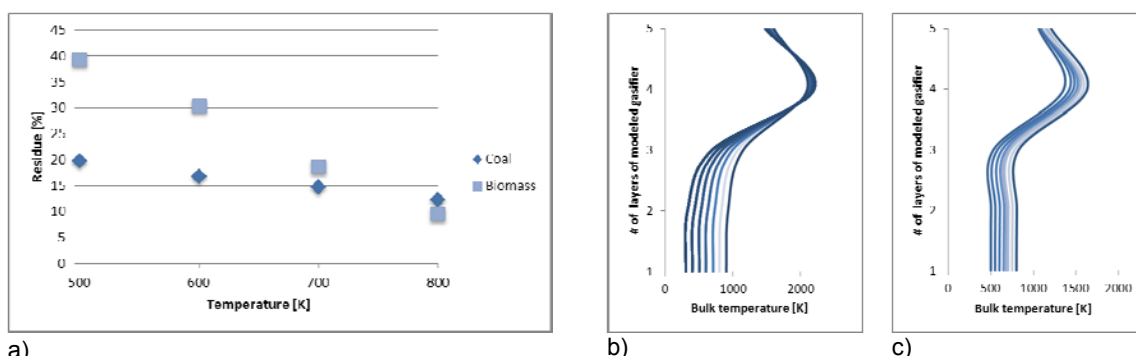 45
40
35
30
25
20
15
10
5
0
Residue [%]
500 600 700 800
Temperature [K]
Coal
Biomass
a)
5
4
3
2
1
# of layers of modeled gasifier
0 1000 2000
Bulk temperature [K]
b)
5
4
3
2
1
# of layers of modeled gasifier
0 500 1000 1500 2000
Bulk temperature [K]
c)